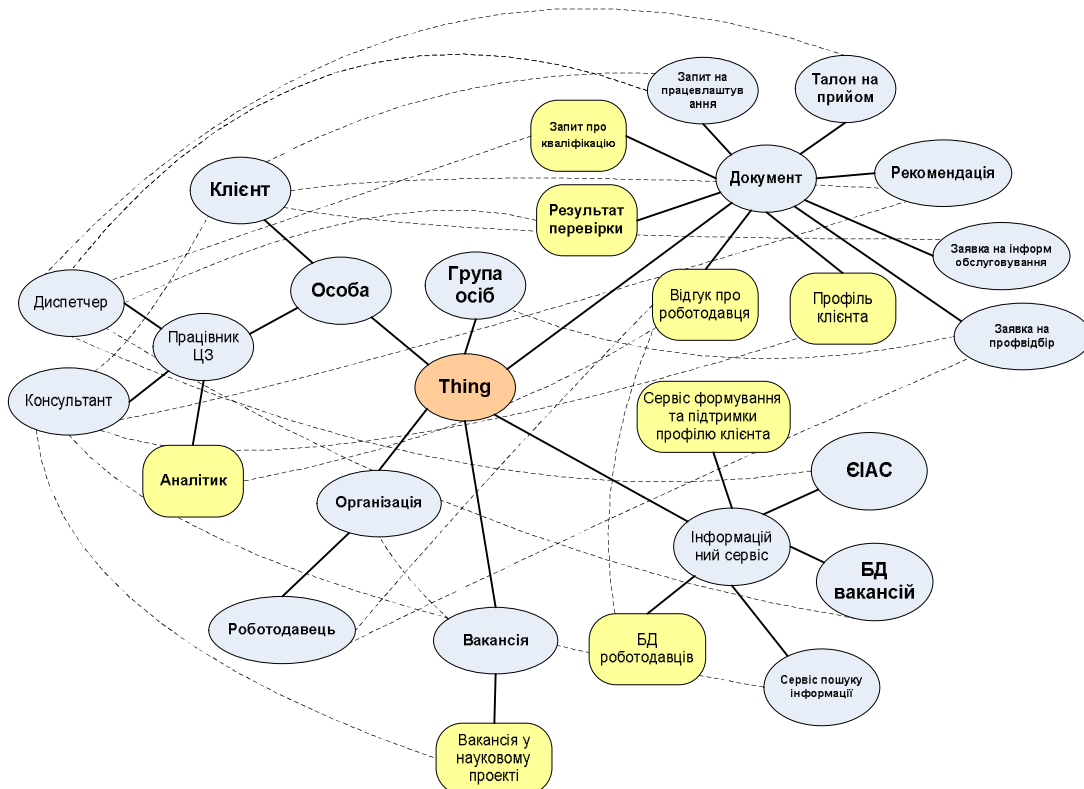 Запит на
працевлаштув
ання
Талон на
прийом
Запит про
кваліфікацію
Документ
Рекомендація
Клієнт
Результат
перевірки
Заявка на інформ
обслуговування
Група
осіб
Особа
Диспетчер
Відгук про
роботодавця
Профіль
клієнта
Заявка на
профвідбір
Працівник
ЦЗ
Thing
Консультант
Сервіс формування
та підтримки
профілю клієнта
Аналітик
ЄІАС
Організація
Інформацій
ний сервіс
БД
вакансій
Роботодавець
Вакансія
БД
роботодавців
Сервіс пошуку
інформації
Вакансія у
науковому
проекті